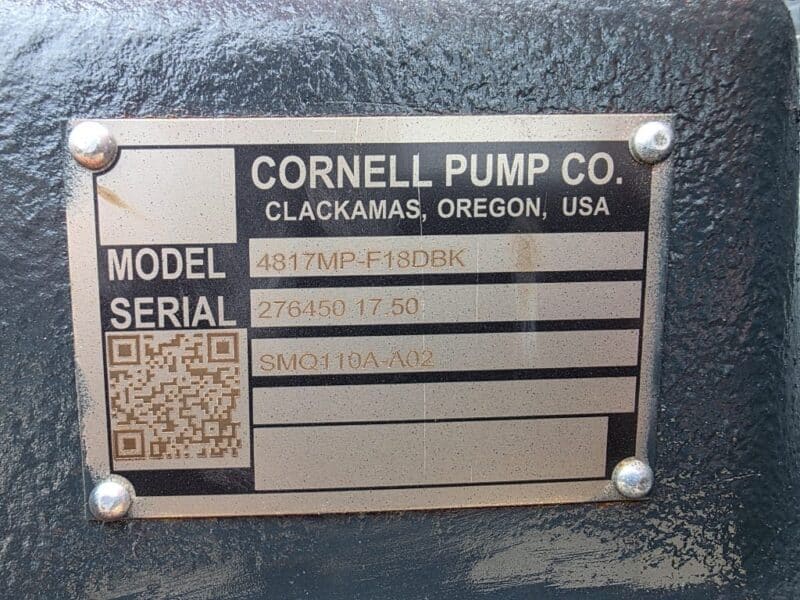 CORNELL PUMP CO.
CLACKAMAS, OREGON, USA
MODEL 4817MP-F18DBK
SERIAL 276450 17.50
SMQ110A-A02